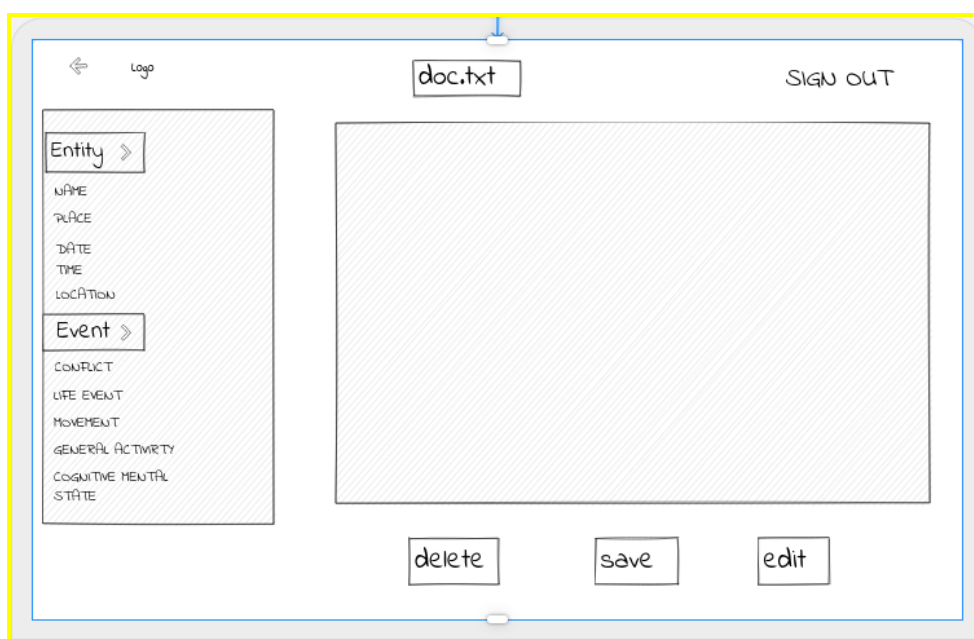 Logo
doc.txt
SIGN OUT
Entity
NAME
PLACE
DATE
TIME
LOCATION
Event
CONFLICT
LIFE EVENT
MOVEMENT
GENERAL ACTIVIRTY
COGNITIVE MENTAL
STATE
delete
save
edit